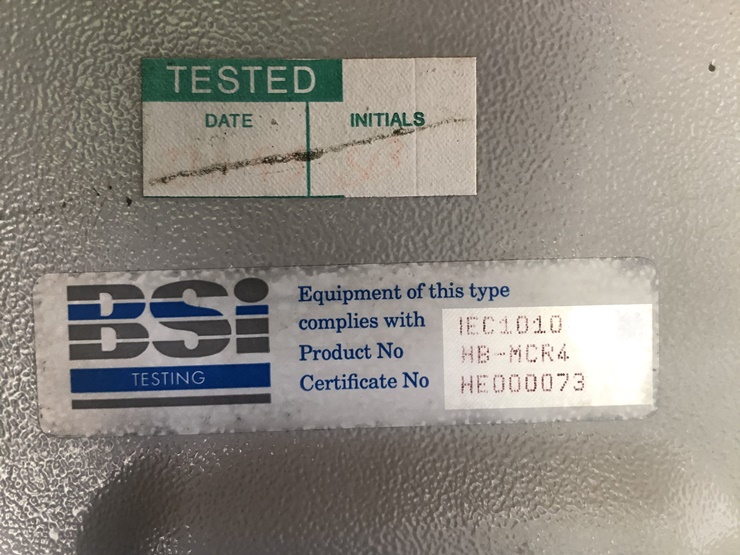 TESTED
DATE INITIALS
BSi
TESTING
Equipment of this type
complies with IEC1010
Product No HB-MCR4
Certificate No HE000073